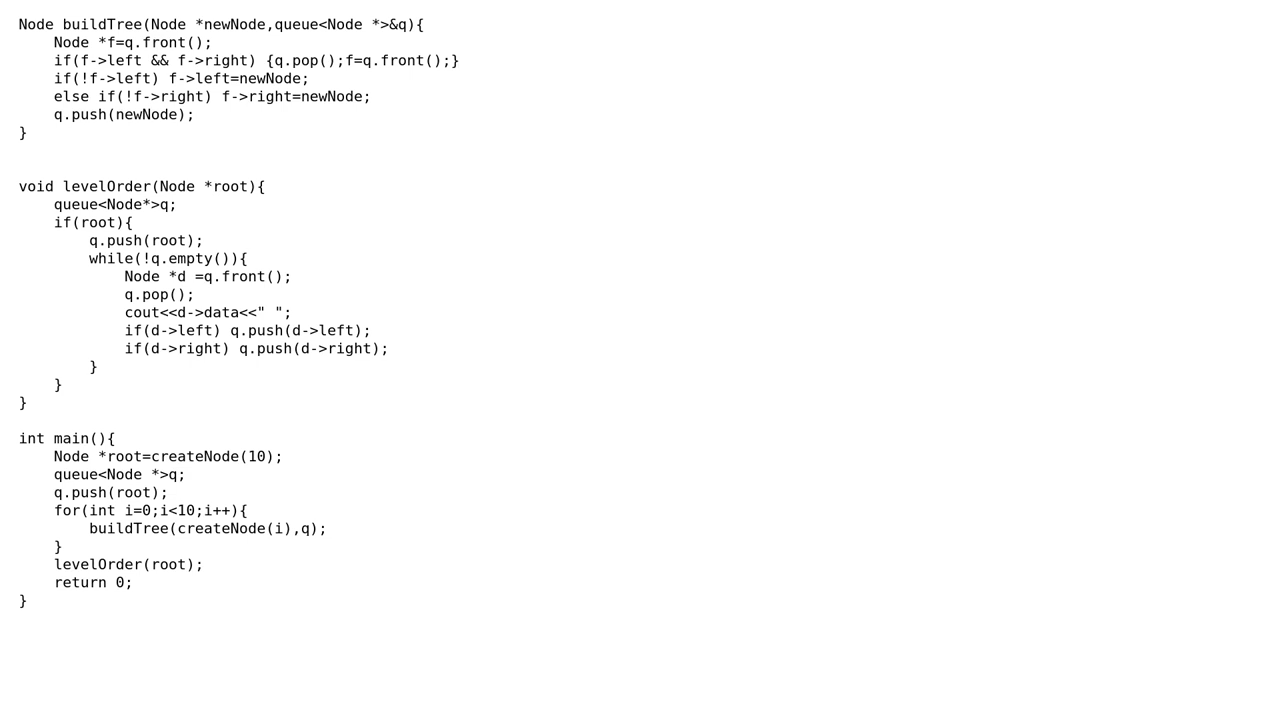 Node buildTree(Node *newNode,queue<Node *>&q){
    Node *f=q.front();
    if(f->left && f->right) {q.pop();f=q.front();}
    if(!f->left) f->left=newNode;
    else if(!f->right) f->right=newNode;
    q.push(newNode);
}
void levelOrder(Node *root){
    queue<Node*>q;
    if(root){
        q.push(root);
        while(!q.empty()){
            Node *d =q.front();
            q.pop();
            cout<<d->data<<" ";
            if(d->left) q.push(d->left);
            if(d->right) q.push(d->right);
        }
    }
}
int main(){
    Node *root=createNode(10);
    queue<Node *>q;
    q.push(root);
    for(int i=0;i<10;i++){
        buildTree(createNode(i),q);
    }
    levelOrder(root);
    return 0;
}